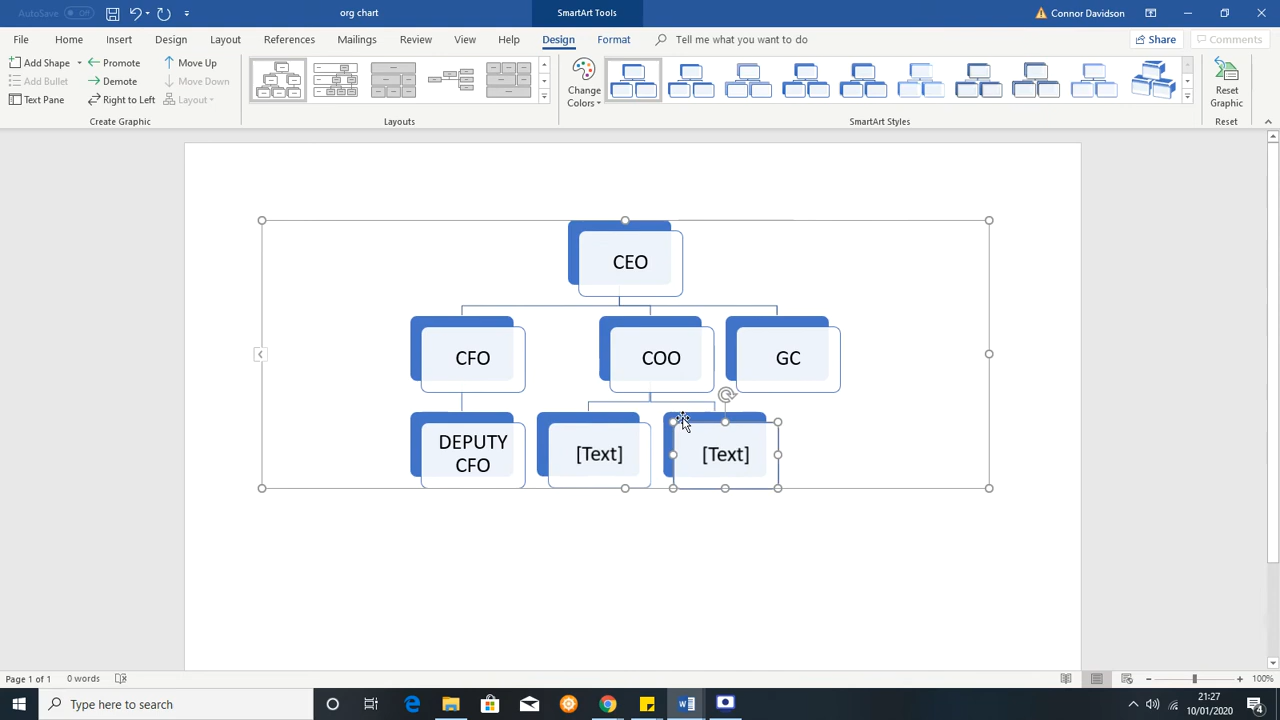 AutoSave Off org chart SmartArt Tools Connor Davidson
File Home Insert Design Layout References Mailings Review View Help Design Format Tell me what you want to do Share Comments
Add Shape Promote Move Up
Add Bullet Demote Move Down
Text Pane Right to Left Layout
Create Graphic
Layouts
Change
Colors
SmartArt Styles
Reset
Graphic
Reset
CEO
CFO COO GC
DEPUTY
CFO
[Text] [Text]
Page 1 of 1 0 words 100%
Type here to search
21:27
10/01/2020
4